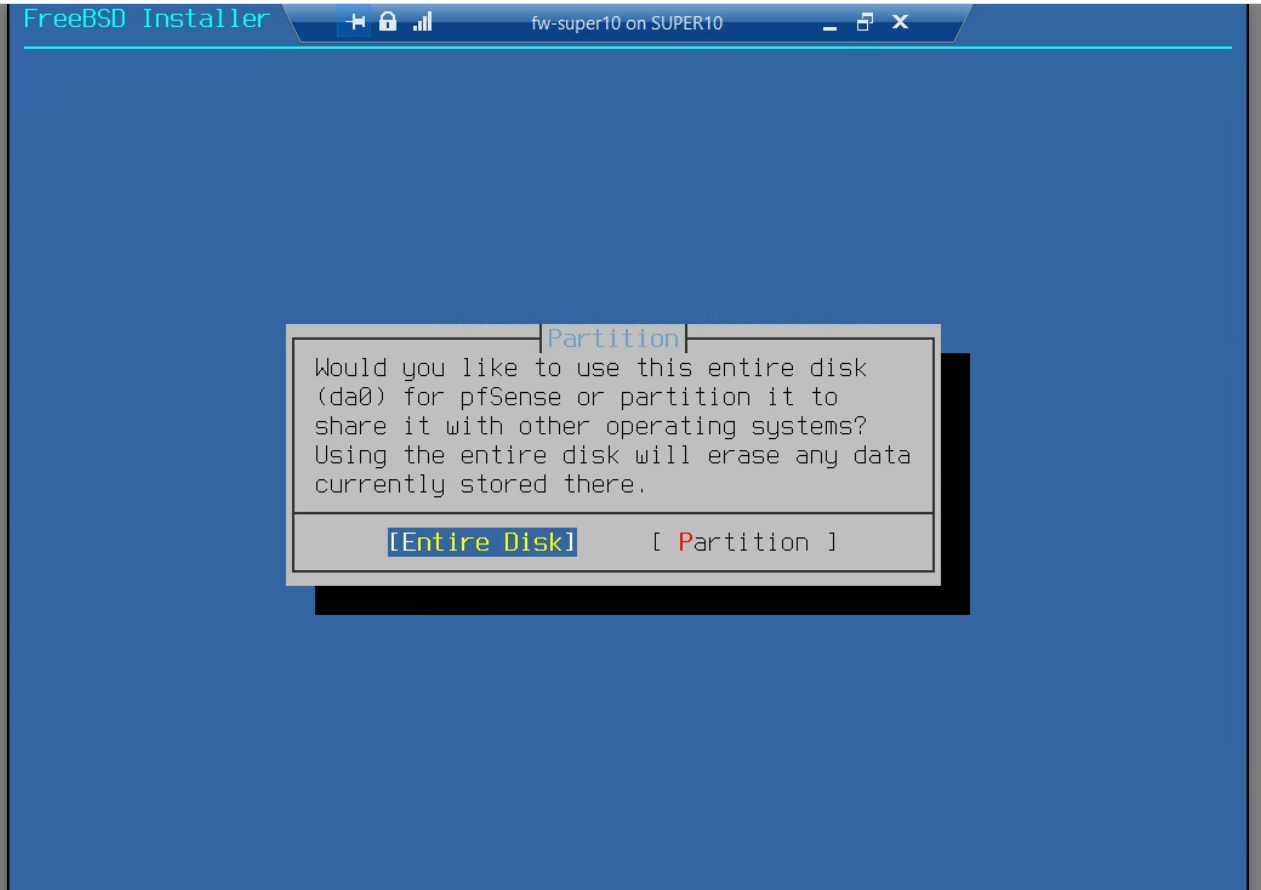 FreeBSD Installer
fw-super10 on SUPER10
Partition
Would you like to use this entire disk
(da0) for pfSense or partition it to
share it with other operating systems?
Using the entire disk will erase any data
currently stored there.
[Entire Disk] [ Partition ]